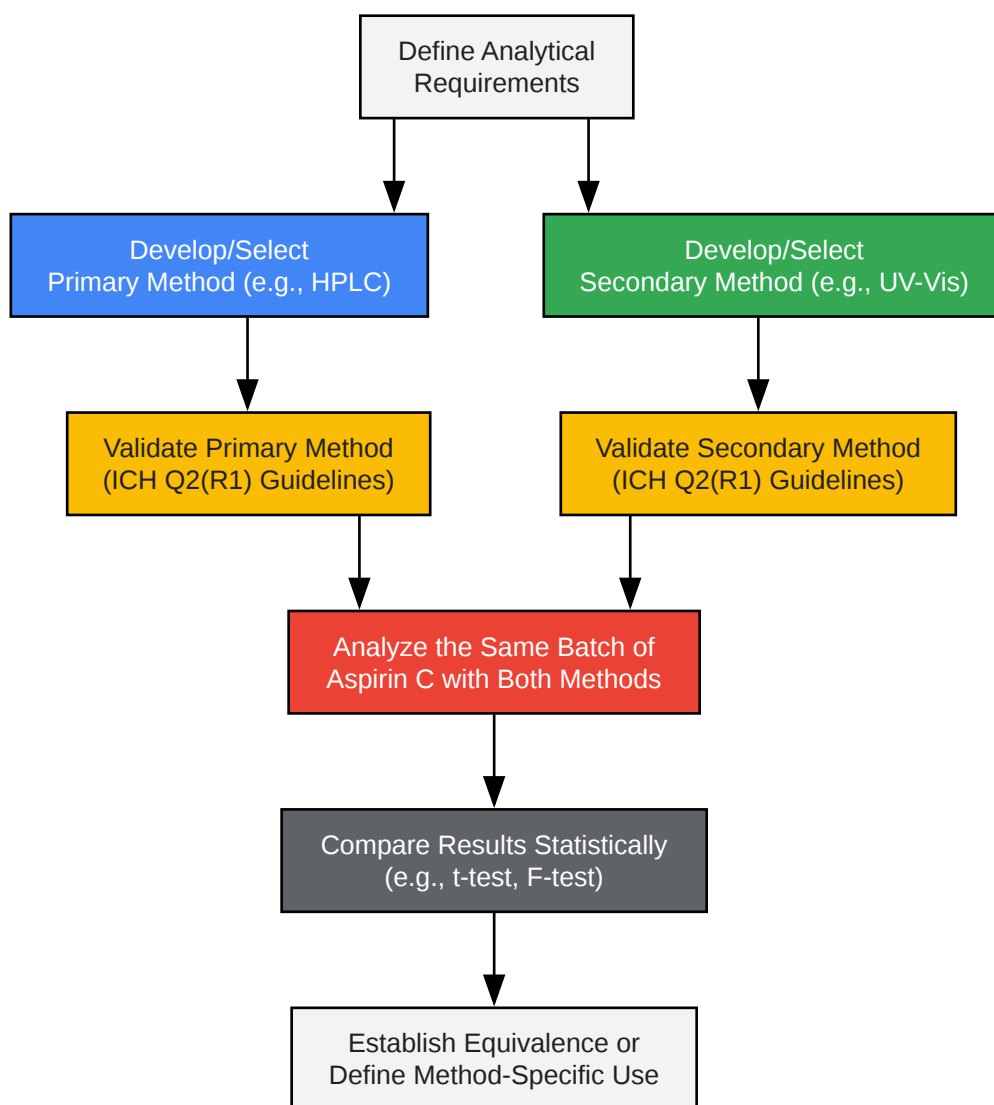 Define Analytical
Requirements
Develop/Select
Primary Method (e.g., HPLC)
Develop/Select
Secondary Method (e.g., UV-Vis)
Validate Primary Method
(ICH Q2(R1) Guidelines)
Validate Secondary Method
(ICH Q2(R1) Guidelines)
Analyze the Same Batch of
Aspirin C with Both Methods
Compare Results Statistically
(e.g., t-test, F-test)
Establish Equivalence or
Define Method-Specific Use